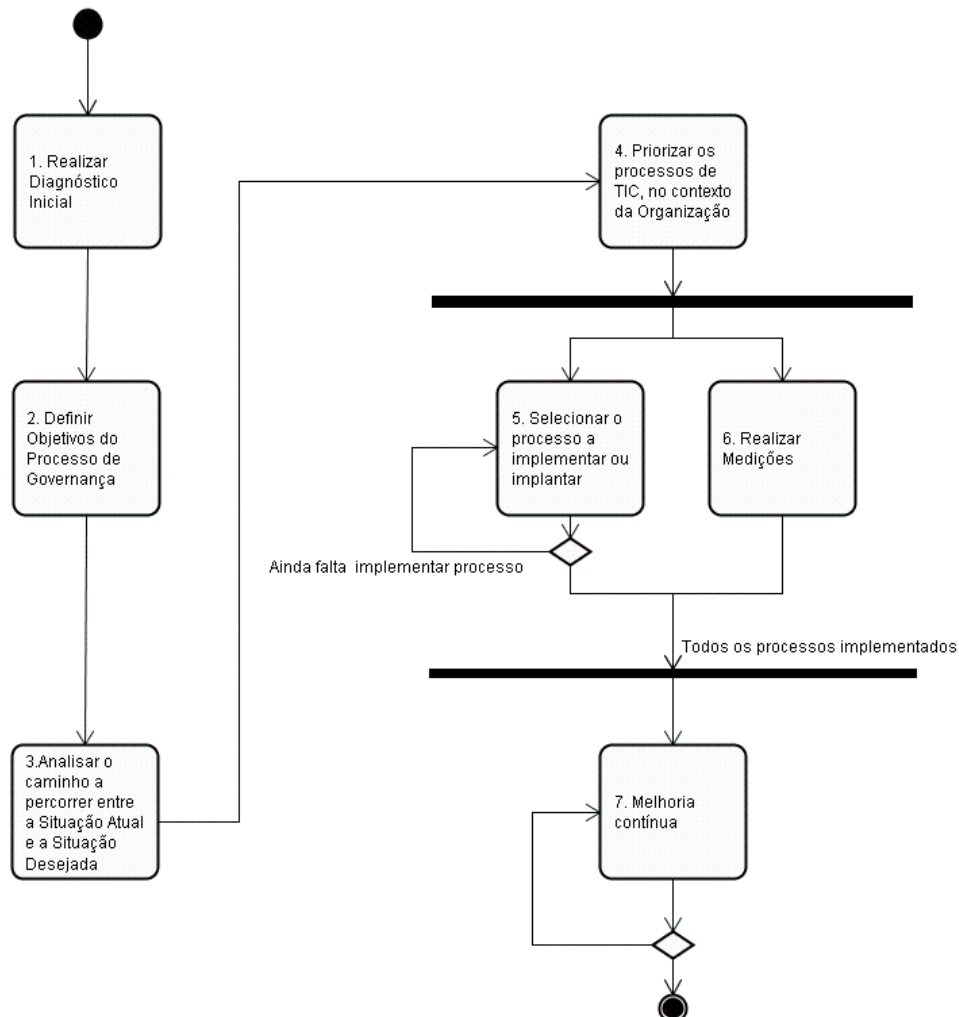 1. Realizar
Diagnóstico
Inicial
2. Definir
Objetivos do
Processo de
Governança
3.Analisar o
caminho a
percorrer entre
a Situação Atual
e a Situação
Desejada
4. Priorizar os
processos de
TIC, no contexto
da Organização
5. Selecionar o
processo a
implementar ou
implantar
6. Realizar
Medições
Ainda falta implementar processo
Todos os processos implementados
7. Melhoria
contínua